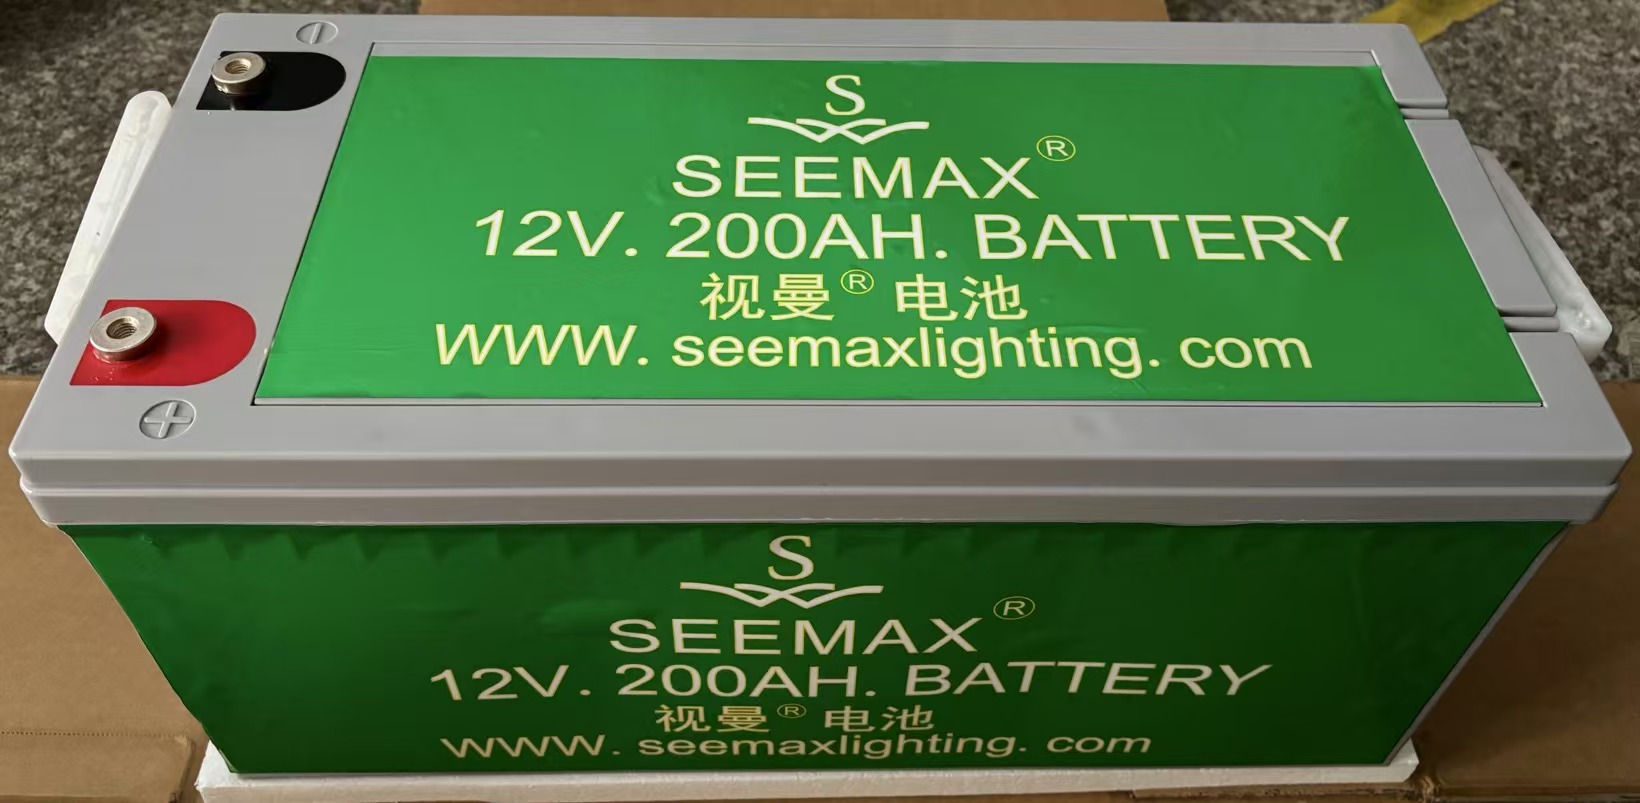 S
SEEMAX®
12V. 200AH. BATTERY
视曼® 电池
WWW. seemaxlighting. com
S
SEEMAX®
12V. 200AH. BATTERY
视曼® 电池
WWW. seemaxlighting. com